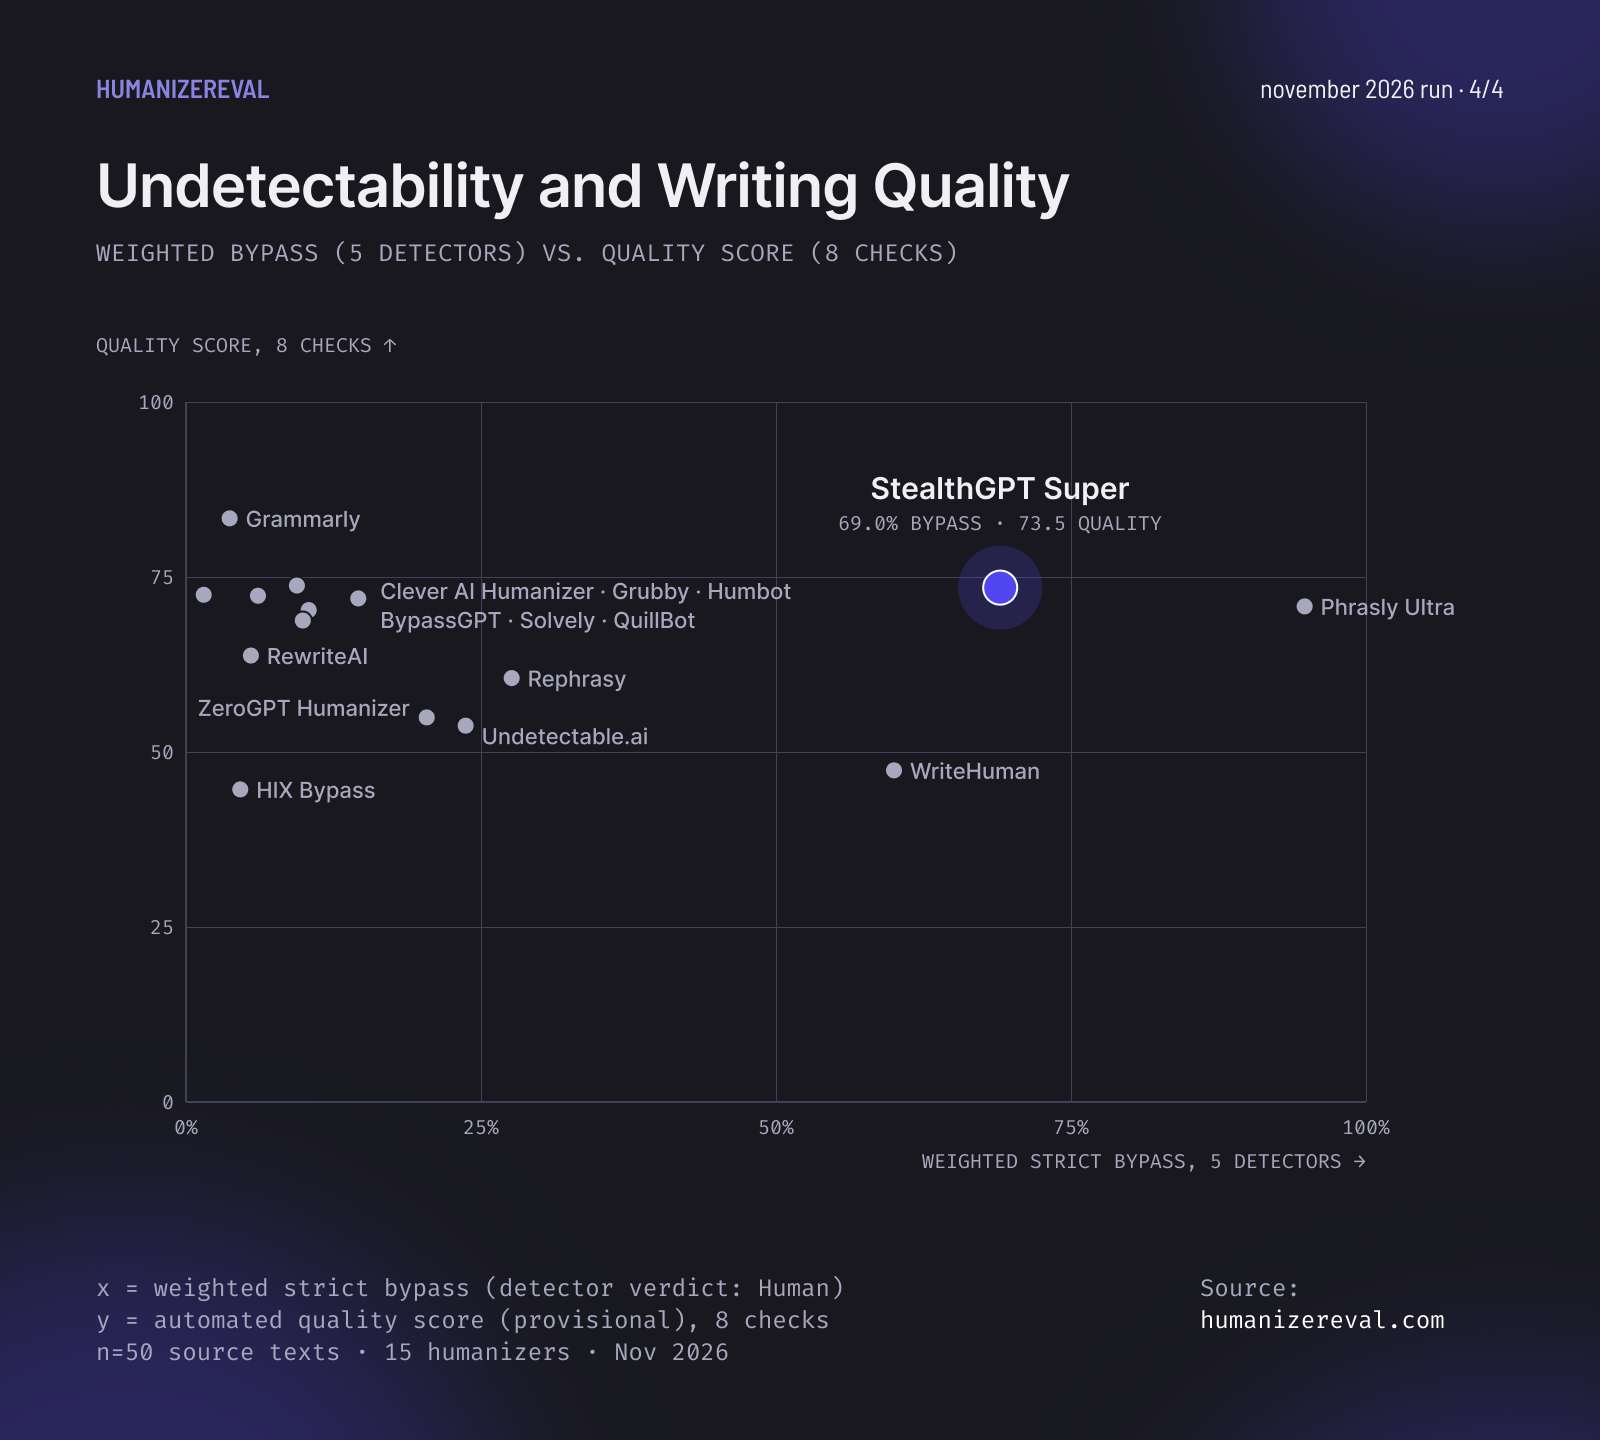 HUMANIZEREVAL
november 2026 run · 4/4
Undetectability and Writing Quality
WEIGHTED BYPASS (5 DETECTORS) VS. QUALITY SCORE (8 CHECKS)
QUALITY SCORE, 8 CHECKS ↑
100
StealthGPT Super
69.0% BYPASS · 73.5 QUALITY
Grammarly
75
Clever AI Humanizer · Grubby · Humbot
BypassGPT · Solvely · QuillBot
Phrasly Ultra
RewriteAI
Rephrasy
ZeroGPT Humanizer
Undetectable.ai
50
WriteHuman
HIX Bypass
25
0
0%
25%
50%
75%
100%
WEIGHTED STRICT BYPASS, 5 DETECTORS →
x = weighted strict bypass (detector verdict: Human)
y = automated quality score (provisional), 8 checks
n=50 source texts · 15 humanizers · Nov 2026
Source:
humanizereval.com